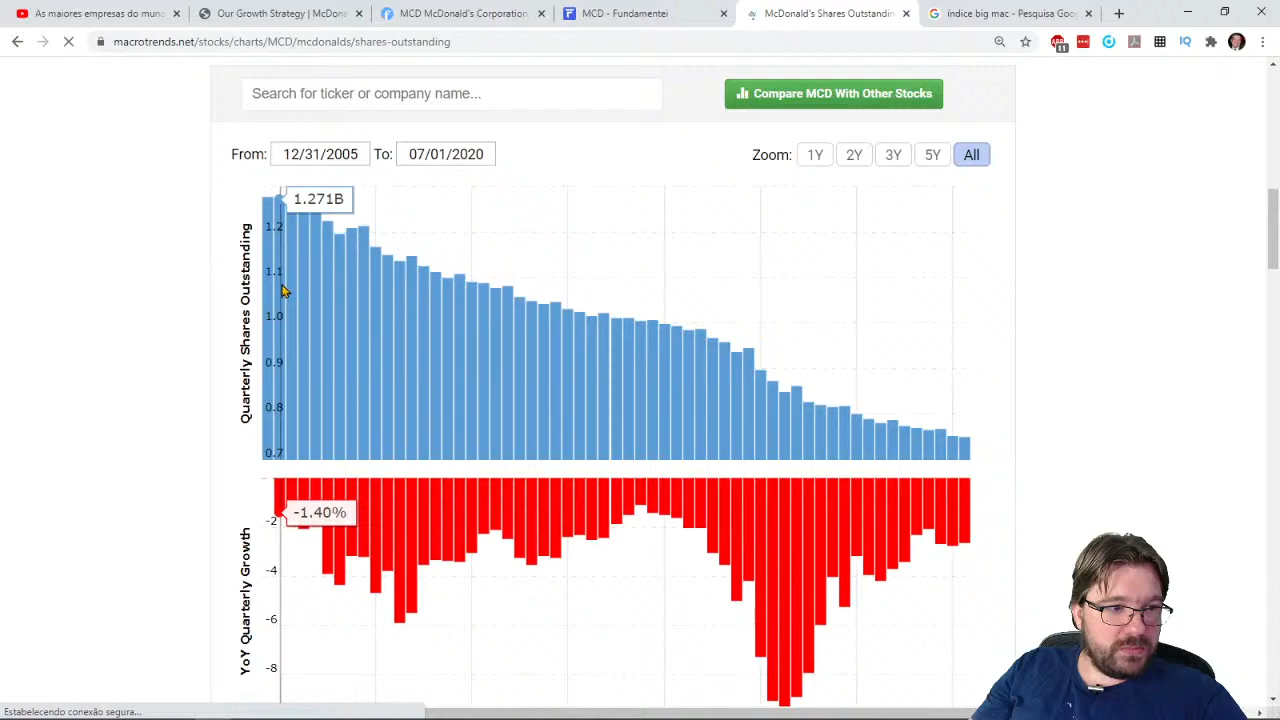 As maiores empresas do mund
Our Growth Strategy | McDona
MCD McDonald's Corporation
MCD - Fundamentei
McDonald's Shares Outstandin
índice big mac - Pesquisa Goo
macrotrends.net/stocks/charts/MCD/mcdonalds/shares-outstanding
11
IQ
Search for ticker or company name...
Compare MCD With Other Stocks
From: 12/31/2005 To: 07/01/2020
Zoom: 1Y 2Y 3Y 5Y All
1.271B
1.2
1.1
1.0
0.9
0.8
0.7
Quarterly Shares Outstanding
-1.40%
-2
-4
-6
-8
YoY Quarterly Growth
Estabelecendo conexão segura...